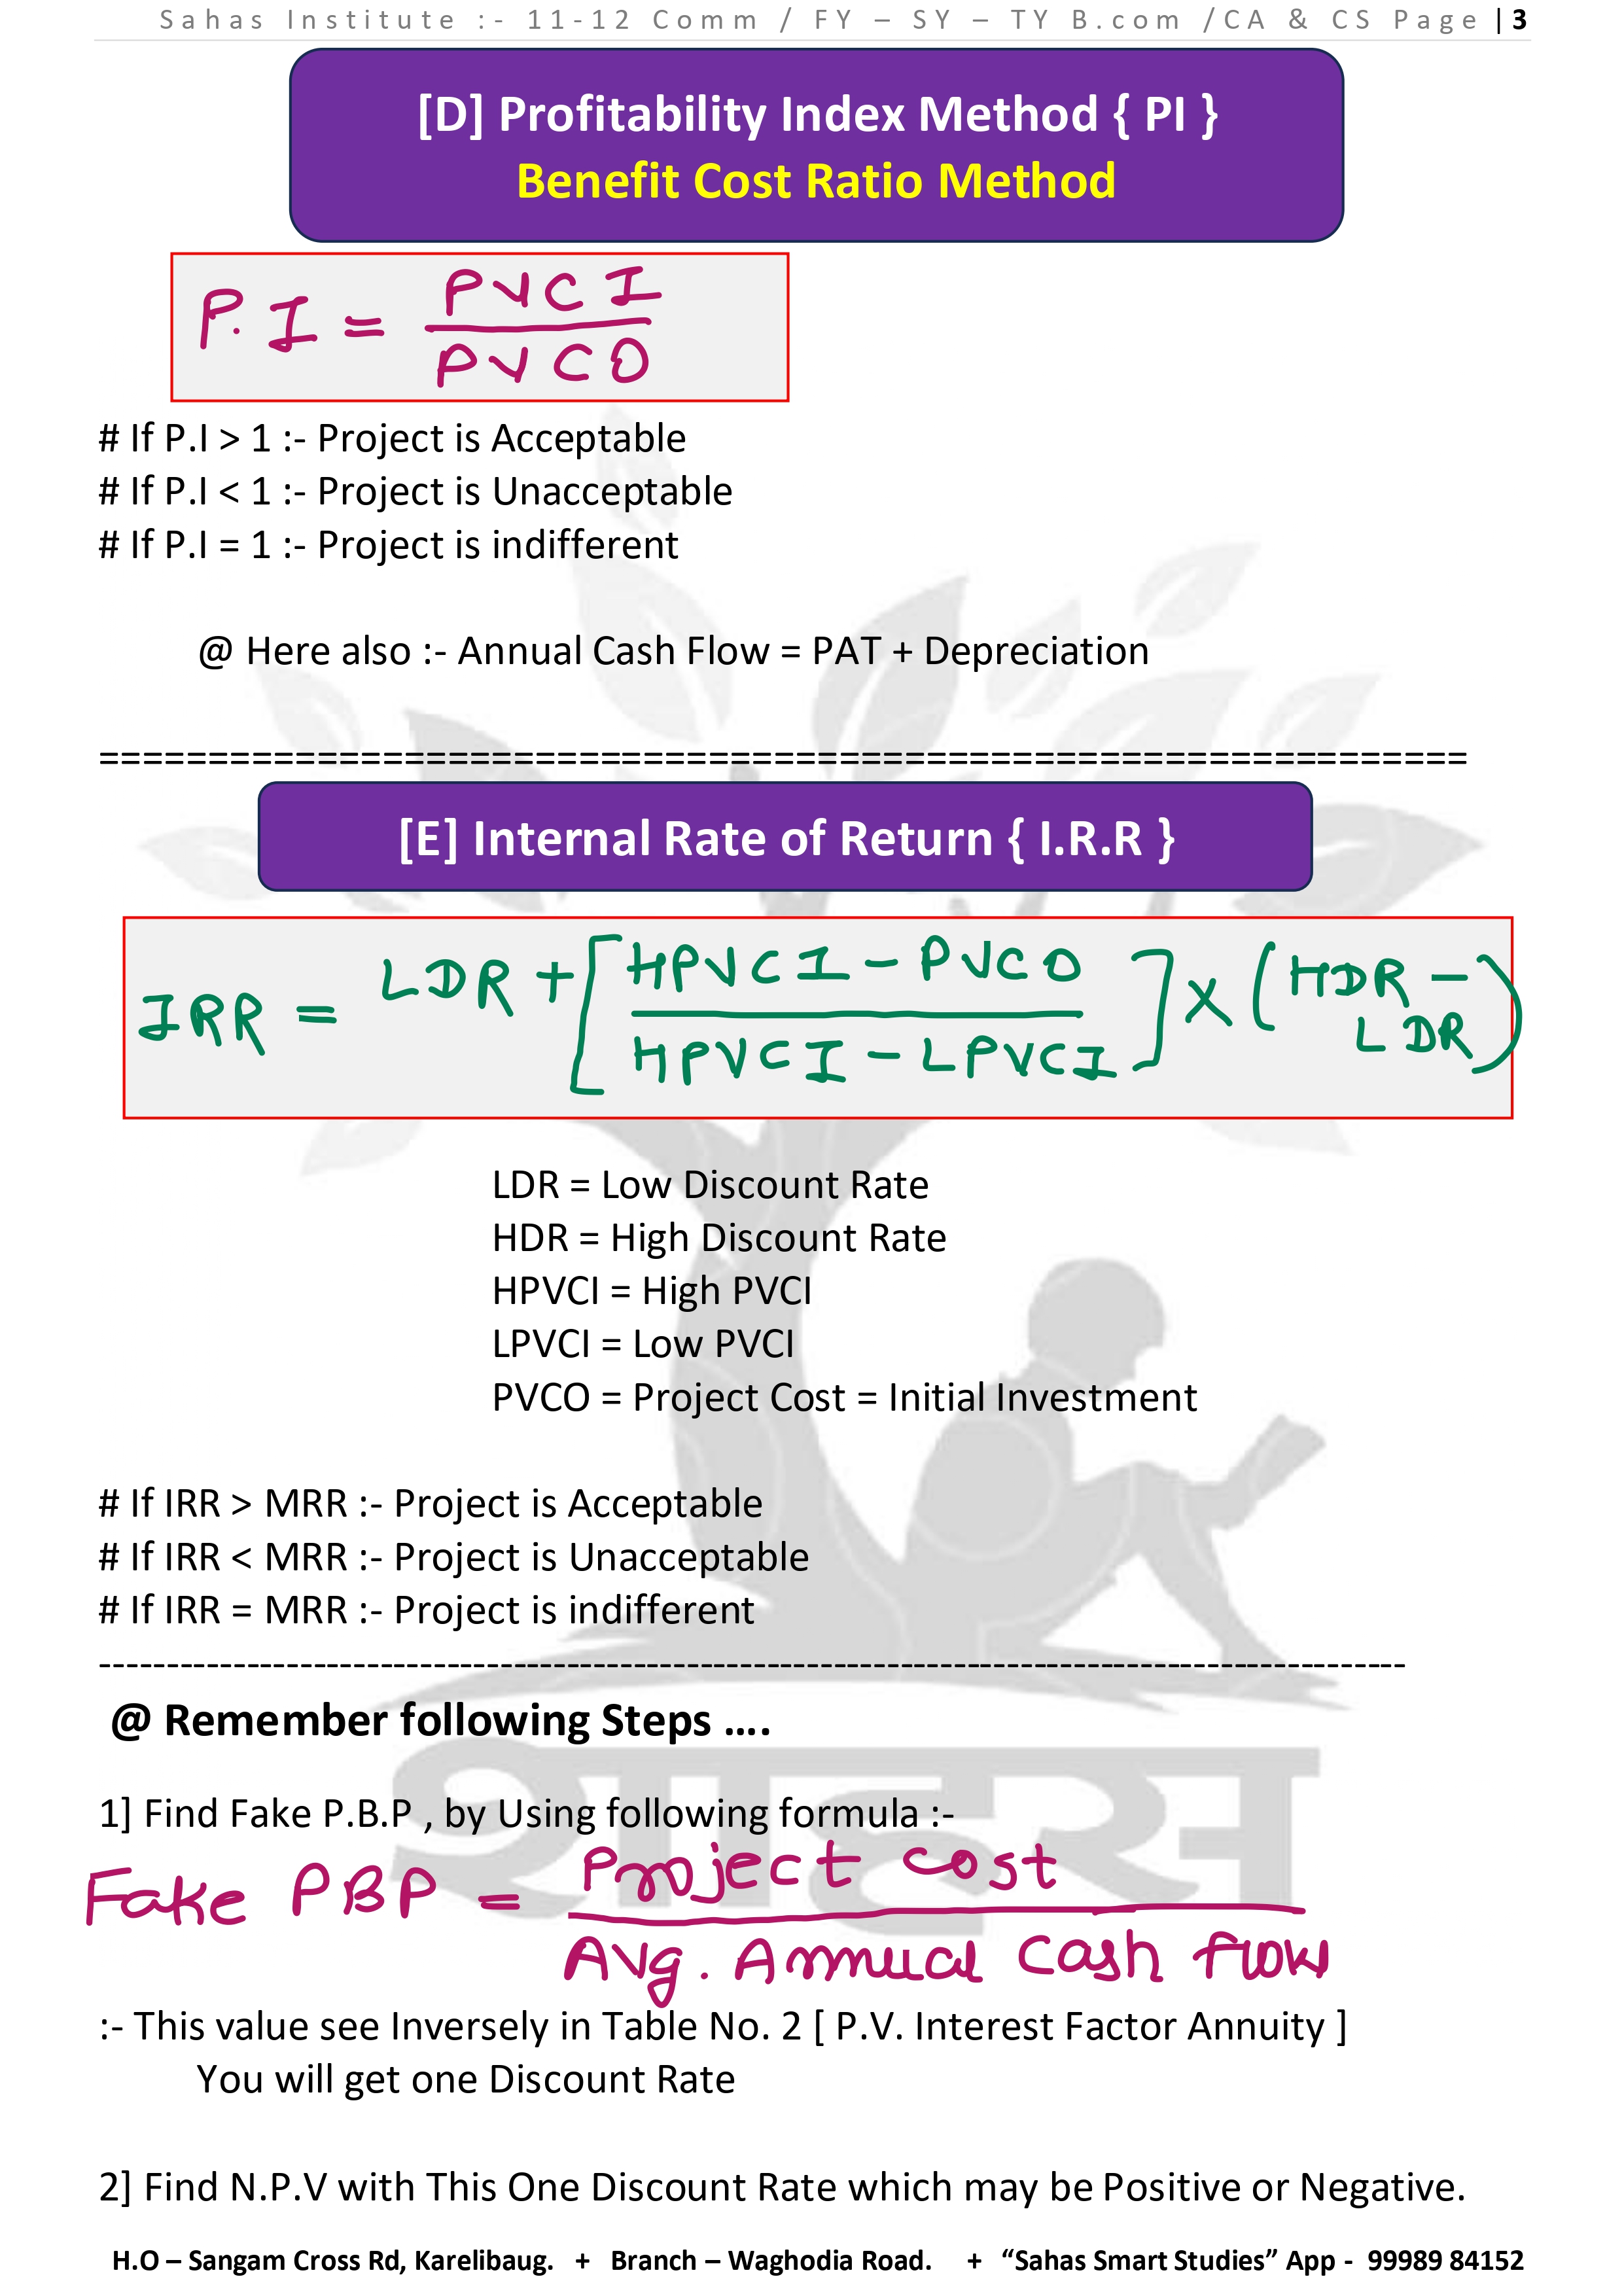 Sahas Institute :- 11-12 Comm / FY – SY – TY B.com /CA & CS Page | 3
[D] Profitability Index Method { PI }
Benefit Cost Ratio Method
P.I = PVCI
PVCO
# If P.I > 1 :- Project is Acceptable
# If P.I < 1 :- Project is Unacceptable
# If P.I = 1 :- Project is indifferent
@ Here also :- Annual Cash Flow = PAT + Depreciation
===============================================================
[E] Internal Rate of Return { I.R.R }
IRR = LDR + [ HPVCI - PVCO ] x ( HDR -
HPVCI - LPVCI LDR )
LDR = Low Discount Rate
HDR = High Discount Rate
HPVCI = High PVCI
LPVCI = Low PVCI
PVCO = Project Cost = Initial Investment
# If IRR > MRR :- Project is Acceptable
# If IRR < MRR :- Project is Unacceptable
# If IRR = MRR :- Project is indifferent
------------------------------------------------------------------------------------------------
@ Remember following Steps ....
शाहस
1] Find Fake P.B.P , by Using following formula :-
Fake PBP = Project cost
Avg. Annual cash flow
:- This value see Inversely in Table No. 2 [ P.V. Interest Factor Annuity ]
You will get one Discount Rate
2] Find N.P.V with This One Discount Rate which may be Positive or Negative.
H.O – Sangam Cross Rd, Karelibaug. + Branch – Waghodia Road. + “Sahas Smart Studies” App - 99989 84152